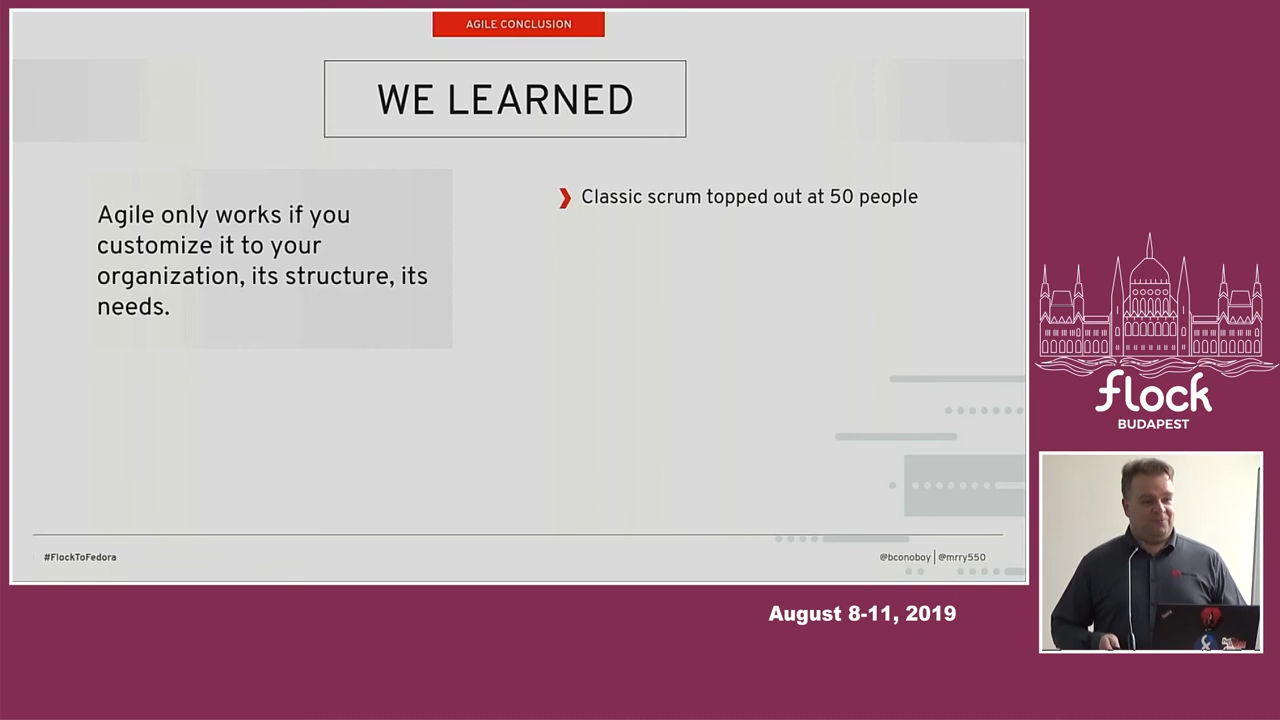 AGILE CONCLUSION
WE LEARNED
Agile only works if you
customize it to your
organization, its structure, its
needs.
❯ Classic scrum topped out at 50 people
#FlockToFedora
@bconoboy | @mrry550
flock
BUDAPEST
August 8-11, 2019